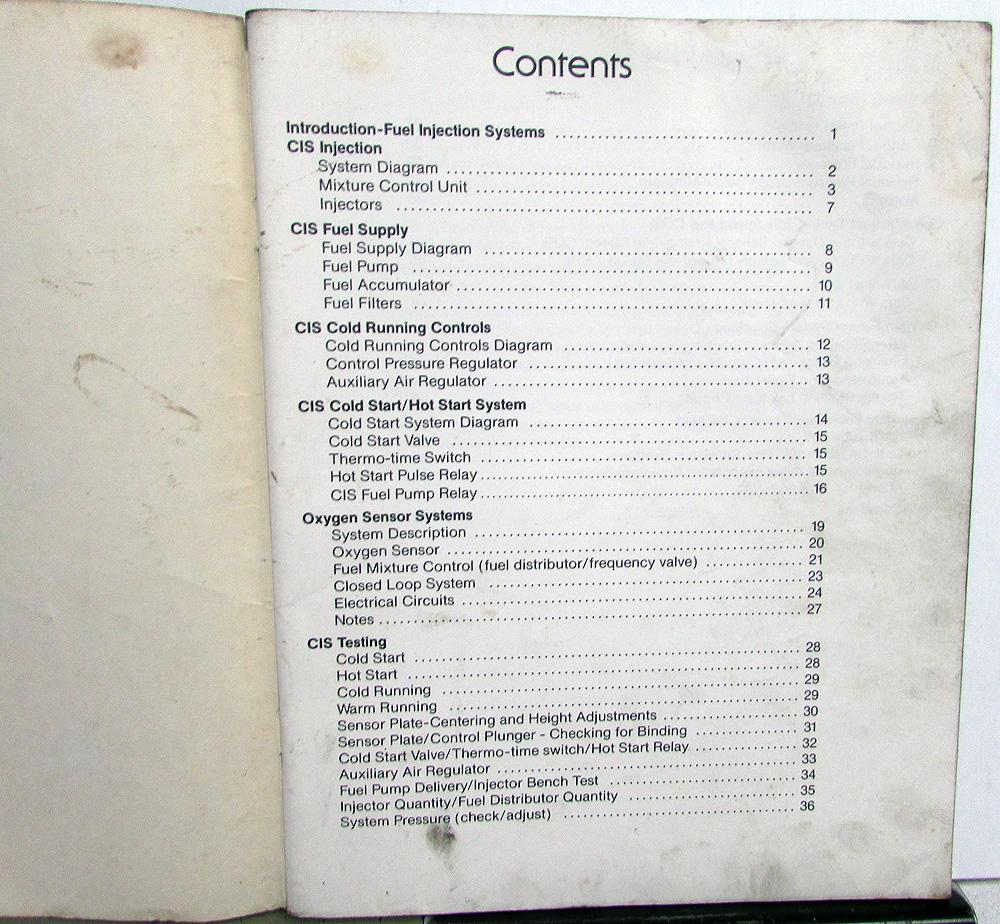 Contents
Introduction-Fuel Injection Systems ........................................ 1
CIS Injection
System Diagram ........................................ 2
Mixture Control Unit ........................................ 3
Injectors ........................................ 7
CIS Fuel Supply
Fuel Supply Diagram ........................................ 8
Fuel Pump ........................................ 9
Fuel Accumulator ........................................ 10
Fuel Filters ........................................ 11
CIS Cold Running Controls
Cold Running Controls Diagram ........................................ 12
Control Pressure Regulator ........................................ 13
Auxiliary Air Regulator ........................................ 13
CIS Cold Start/Hot Start System
Cold Start System Diagram ........................................ 14
Cold Start Valve ........................................ 15
Thermo-time Switch ........................................ 15
Hot Start Pulse Relay ........................................ 15
CIS Fuel Pump Relay ........................................ 16
Oxygen Sensor Systems
System Description ........................................ 19
Oxygen Sensor ........................................ 20
Fuel Mixture Control (fuel distributor/frequency valve) ............... 21
Closed Loop System ........................................ 23
Electrical Circuits ........................................ 24
Notes ........................................ 27
CIS Testing
Cold Start ........................................ 28
Hot Start ........................................ 28
Cold Running ........................................ 29
Warm Running ........................................ 29
Sensor Plate-Centering and Height Adjustments .................... 30
Sensor Plate/Control Plunger - Checking for Binding ............... 31
Cold Start Valve/Thermo-time switch/Hot Start Relay ............... 32
Auxiliary Air Regulator ........................................ 33
Fuel Pump Delivery/Injector Bench Test .......................... 34
Injector Quantity/Fuel Distributor Quantity ........................ 35
System Pressure (check/adjust) ................................ 36